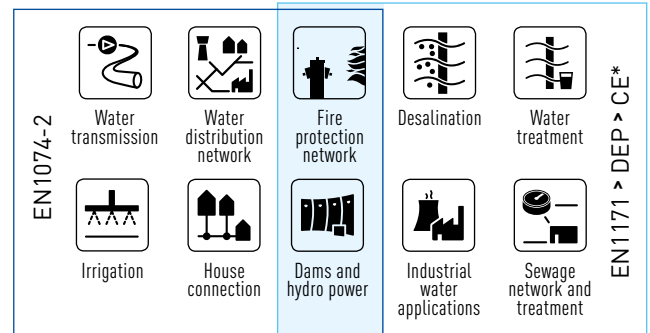 EN1074-2
Water
transmission
Water
distribution
network
Fire
protection
network
Desalination
Water
treatment
Irrigation
House
connection
Dams and
hydro power
Industrial
water
applications
Sewage
network and
treatment
EN1171 > DEP > CE*